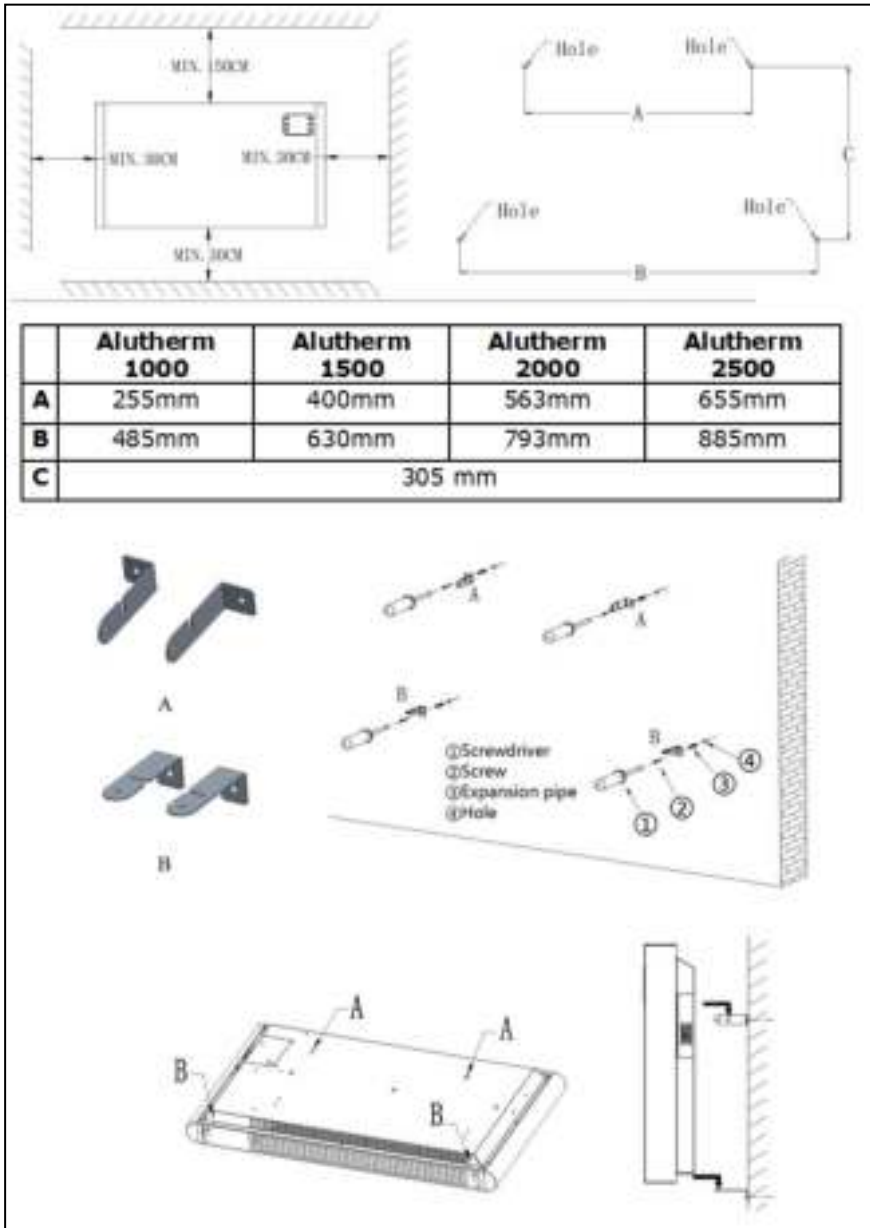 Hole Hole
MIN. 150CM
A
MIN. 30CM MIN. 30CM
C
Hole Hole
MIN. 30CM
B
Alutherm 1000 Alutherm 1500 Alutherm 2000 Alutherm 2500
A 255mm 400mm 563mm 655mm
B 485mm 630mm 793mm 885mm
C 305 mm
A
A
A
B
B
①Screwdriver
②Screw
③Expansion pipe
④Hole
① ② ③ ④
B
A
A
B
B